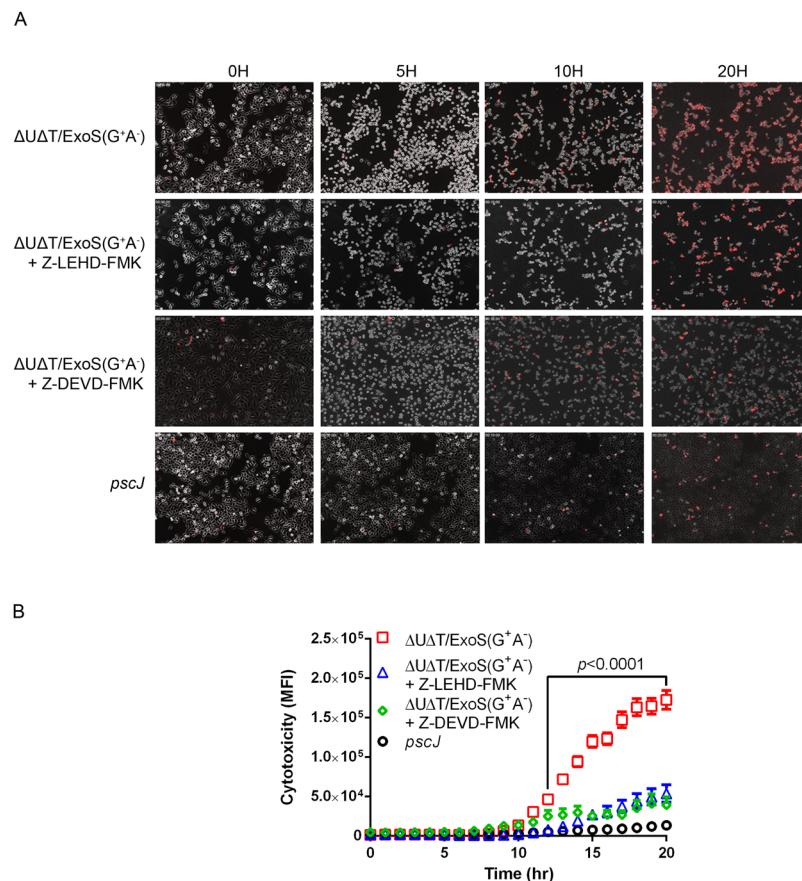 A
0H 5H 10H 20H
ΔUΔT/ExoS(G⁺A⁻)
ΔUΔT/ExoS(G⁺A⁻)
+ Z-LEHD-FMK
ΔUΔT/ExoS(G⁺A⁻)
+ Z-DEVD-FMK
pscJ
B
Cytotoxicity (MFI)
2.5×10⁵
2.0×10⁵
1.5×10⁵
1.0×10⁵
5.0×10⁴
0
ΔUΔT/ExoS(G⁺A⁻)
ΔUΔT/ExoS(G⁺A⁻)
+ Z-LEHD-FMK
ΔUΔT/ExoS(G⁺A⁻)
+ Z-DEVD-FMK
pscJ
p<0.0001
0 5 10 15 20
Time (hr)